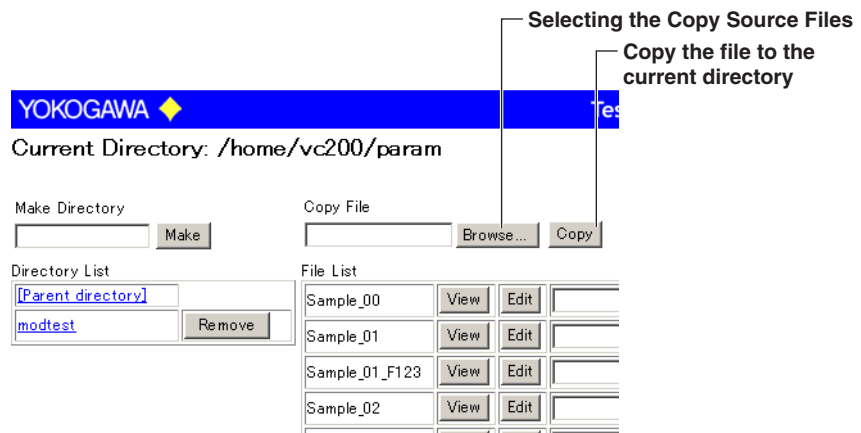 Selecting the Copy Source Files
Copy the file to the
current directory
YOKOGAWA
Tes
Current Directory: /home/vc200/param
Make Directory
Copy File
Make
Browse...
Copy
Directory List
File List
[Parent directory]
Sample_00 View Edit
modtest Remove
Sample_01 View Edit
Sample_01_F123 View Edit
Sample_02 View Edit